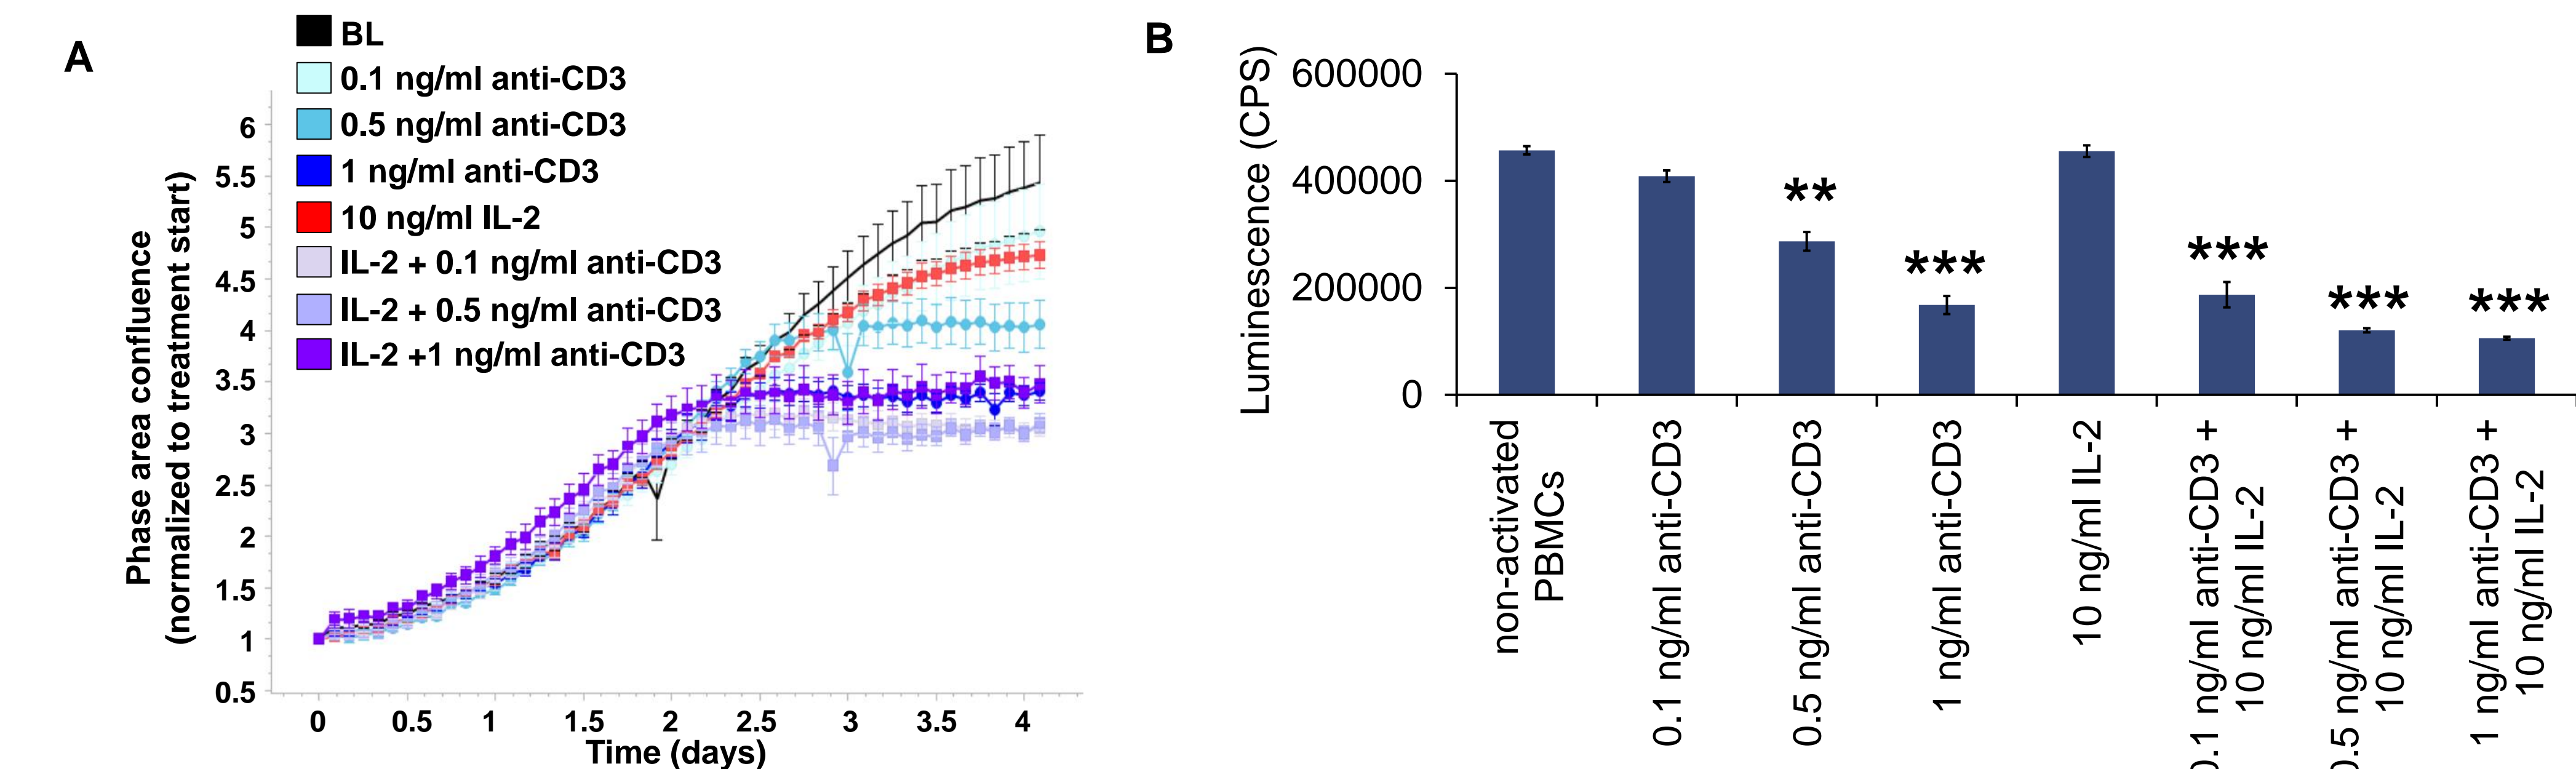 A
BL
0.1 ng/ml anti-CD3
0.5 ng/ml anti-CD3
1 ng/ml anti-CD3
10 ng/ml IL-2
IL-2 + 0.1 ng/ml anti-CD3
IL-2 + 0.5 ng/ml anti-CD3
IL-2 +1 ng/ml anti-CD3
Phase area confluence
(normalized to treatment start)
6
5.5
5
4.5
4
3.5
3
2.5
2
1.5
1
0.5
0 0.5 1 1.5 2 2.5 3 3.5 4
Time (days)
B
Luminescence (CPS)
600000
400000
200000
0
** *** *** *** ***
non-activated
PBMCs
0.1 ng/ml anti-CD3
0.5 ng/ml anti-CD3
1 ng/ml anti-CD3
10 ng/ml IL-2
0.1 ng/ml anti-CD3 +
10 ng/ml IL-2
0.5 ng/ml anti-CD3 +
10 ng/ml IL-2
1 ng/ml anti-CD3 +
10 ng/ml IL-2